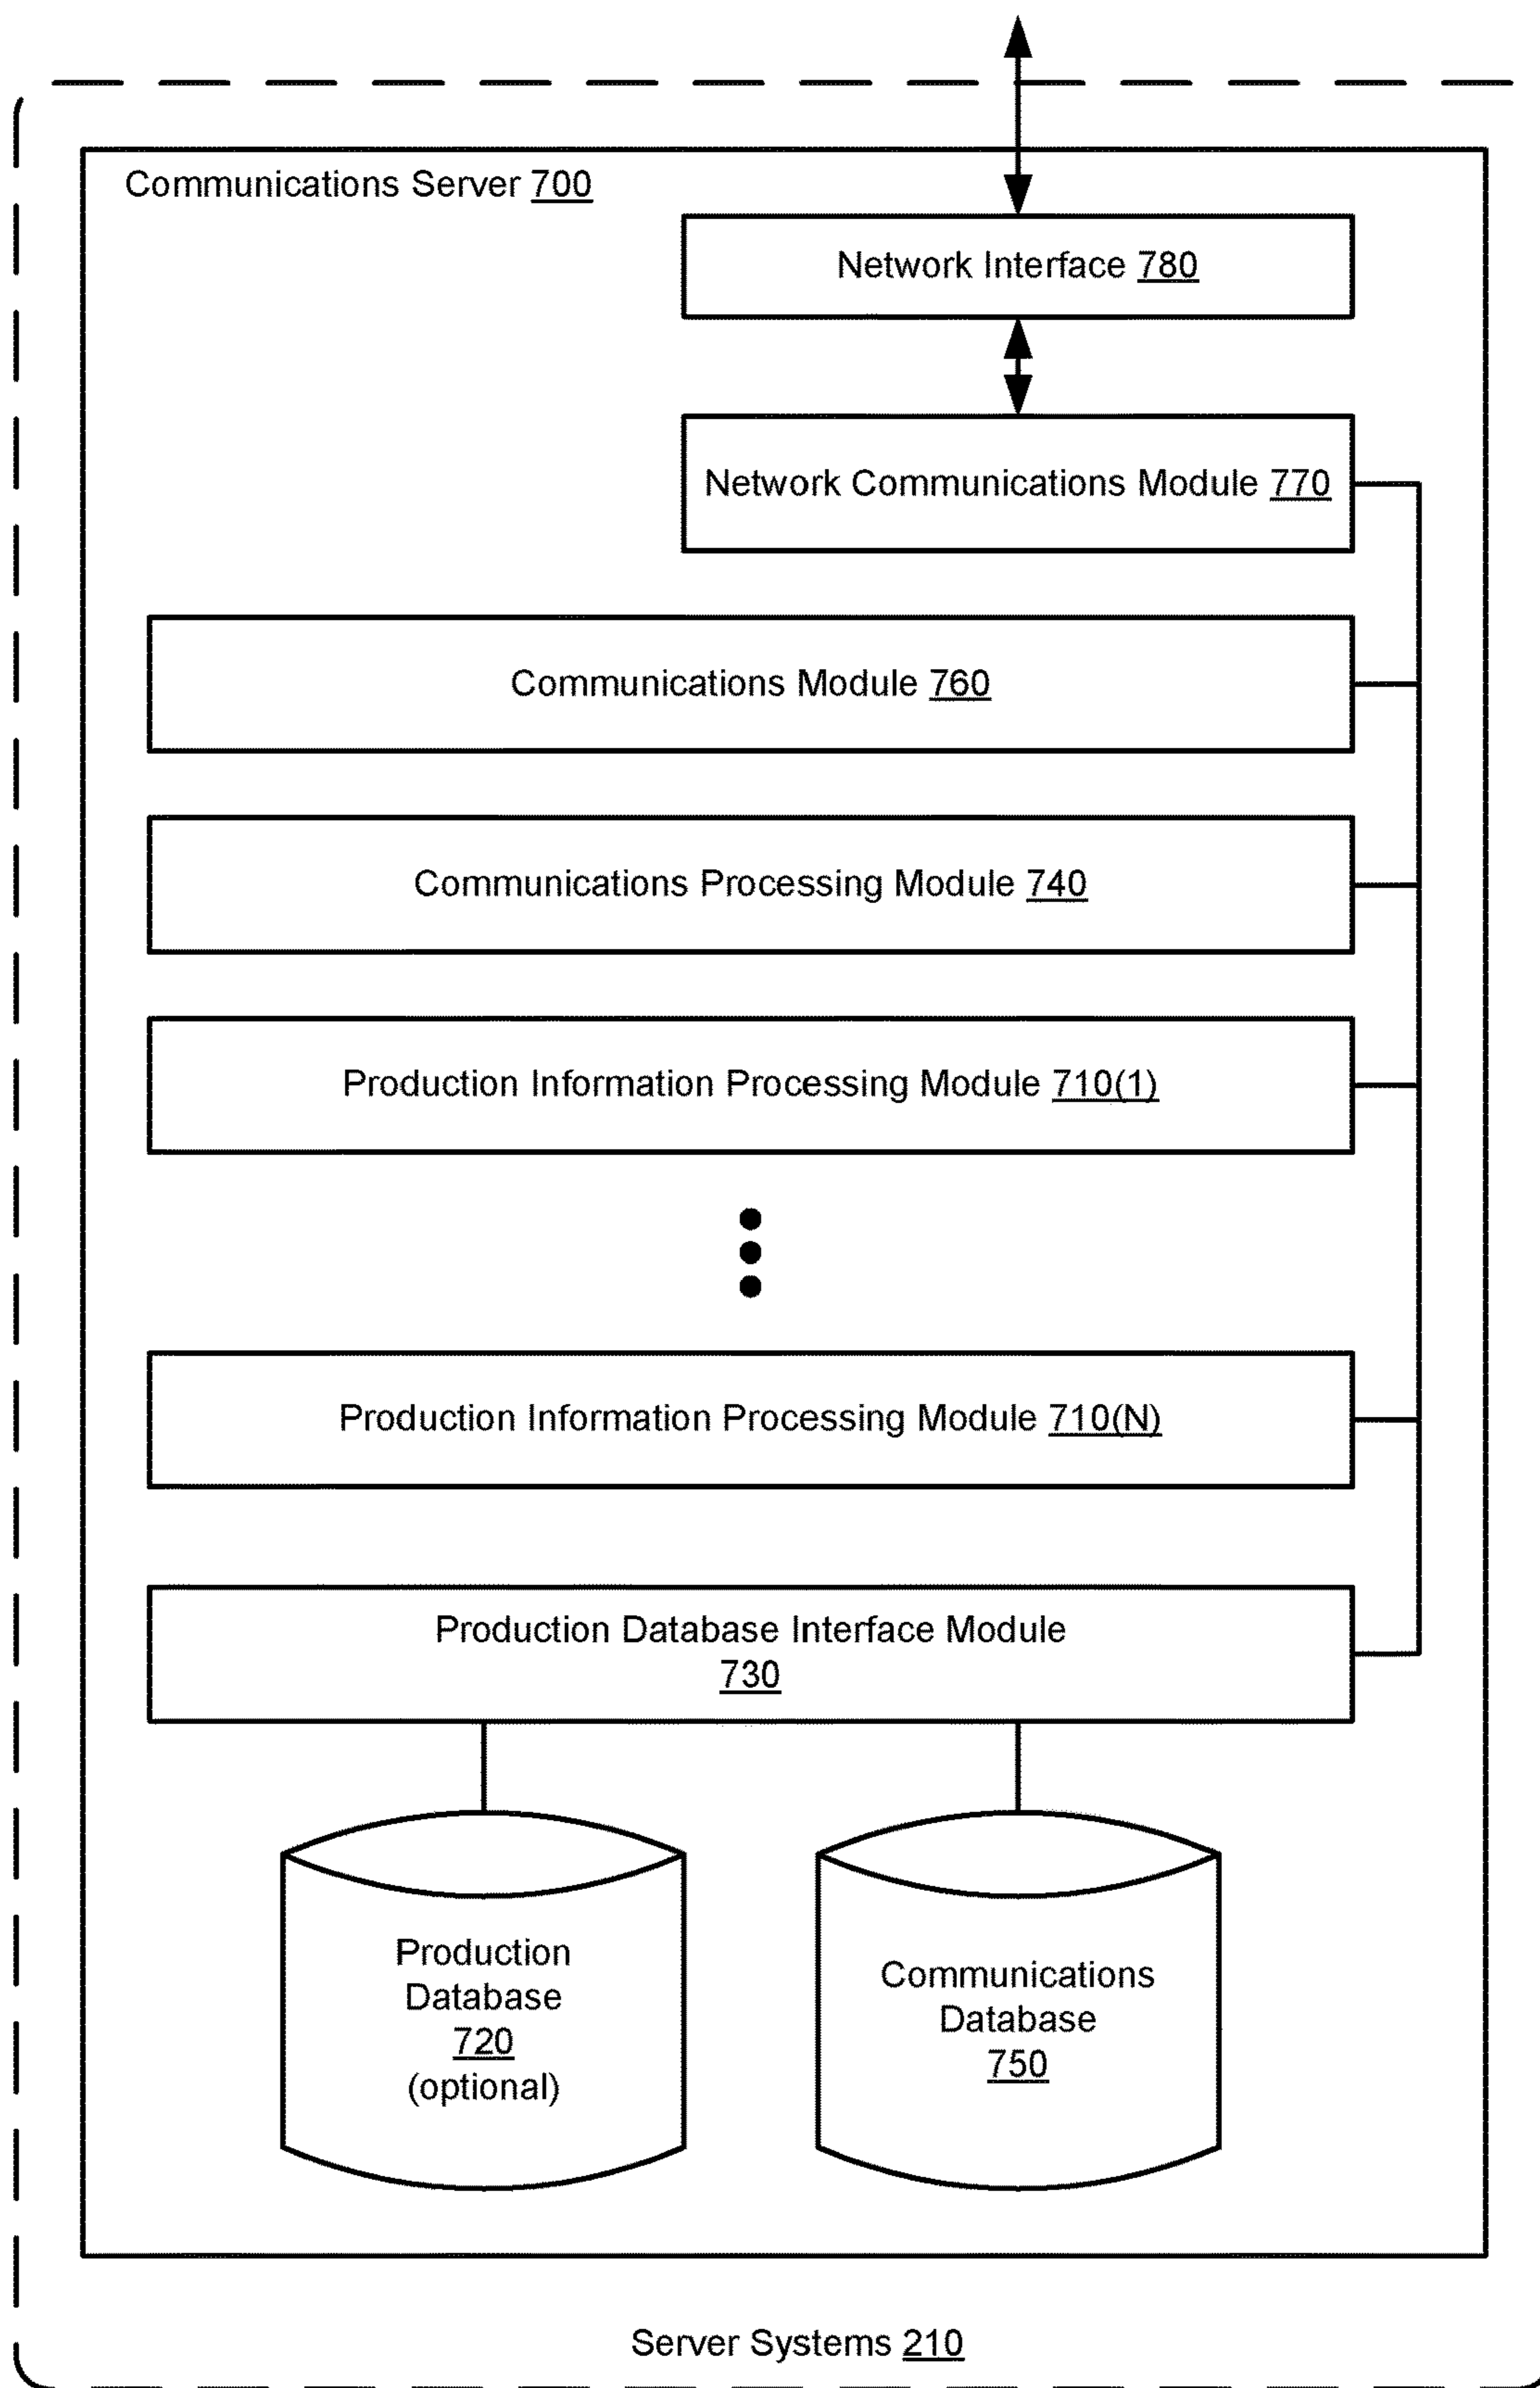 Communications Server 700
Network Interface 780
Network Communications Module 770
Communications Module 760
Communications Processing Module 740
Production Information Processing Module 710(1)
Production Information Processing Module 710(N)
Production Database Interface Module
730
Production
Database
720
(optional)
Communications
Database
750
Server Systems 210